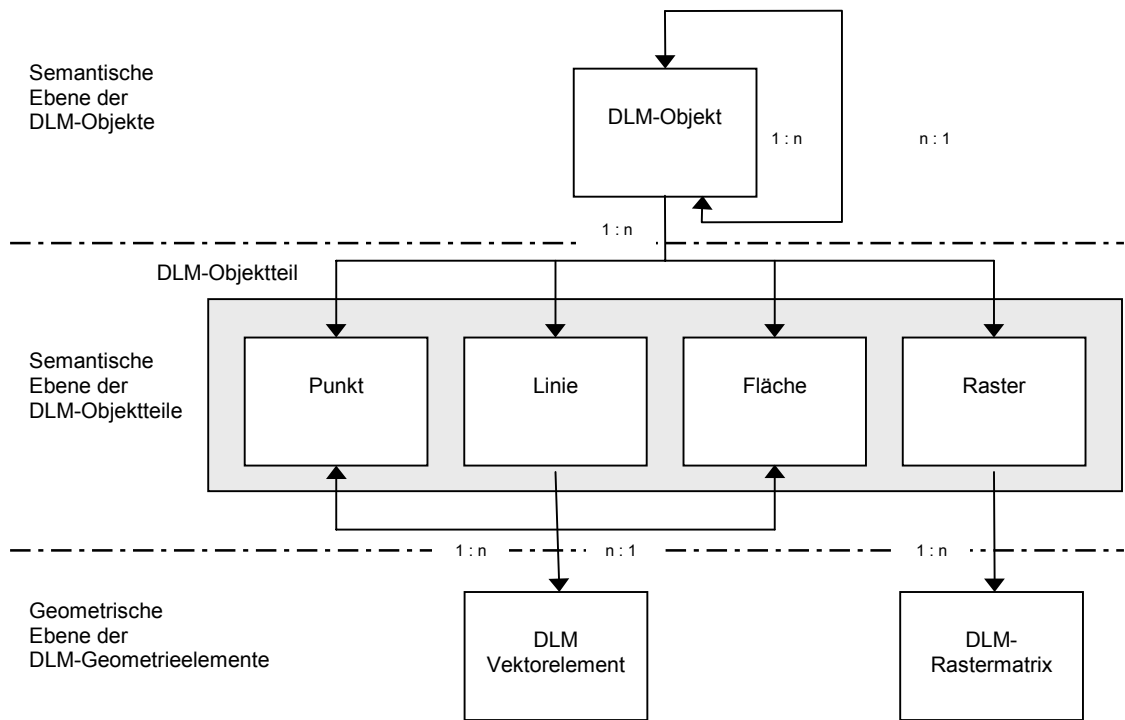 Semantische
Ebene der
DLM-Objekte
DLM-Objekt
1 : n
n : 1
1 : n
DLM-Objektteil
Semantische
Ebene der
DLM-Objektteile
Punkt
Linie
Fläche
Raster
1 : n
n : 1
1 : n
Geometrische
Ebene der
DLM-Geometrieelemente
DLM
Vektorelement
DLM-
Rastermatrix